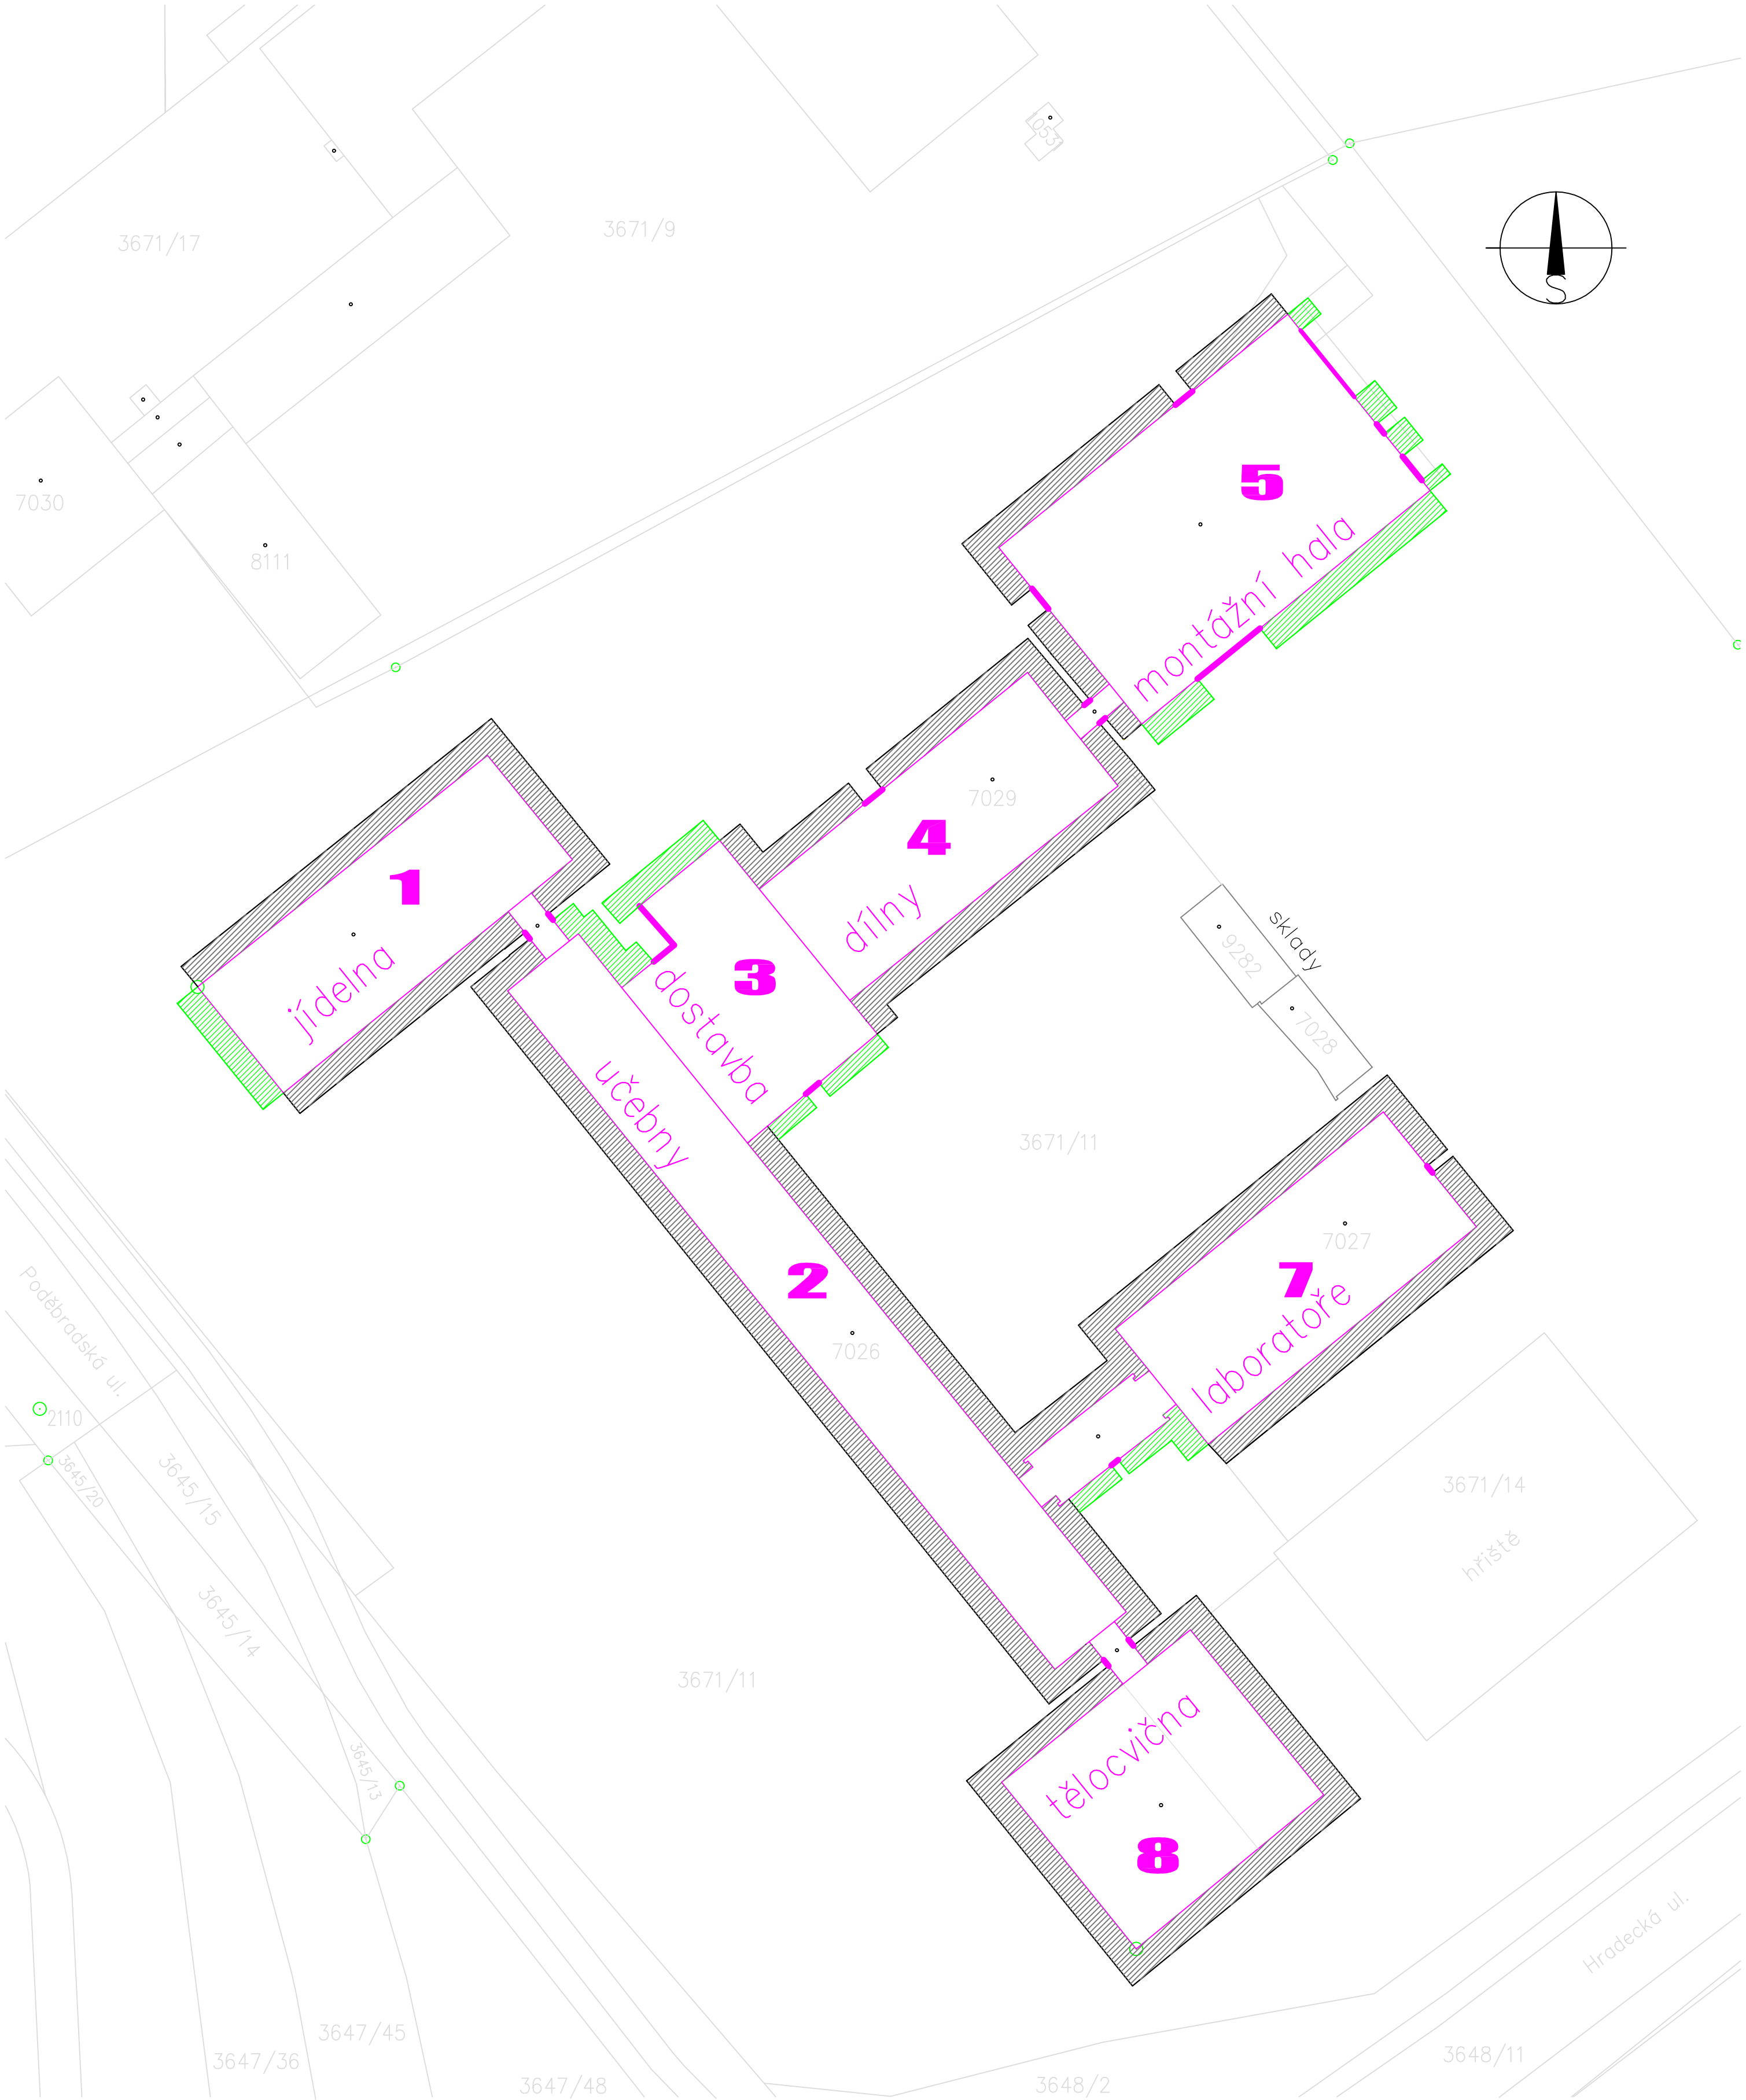 3671/17
3671/9
S
7030
8111
5
montážní hala
7029
4
dílny
1
jídelna
3
dostavba
sklady
9282
7028
učebny
3671/11
2
7026
7027
7
laboratoře
Poděbradská ul.
2110
3645/20
3645/15
3645/14
3671/14
hřiště
3671/11
3645/13
tělocvična
8
Hradecká ul.
3647/45
3647/36
3647/48
3648/2
3648/11